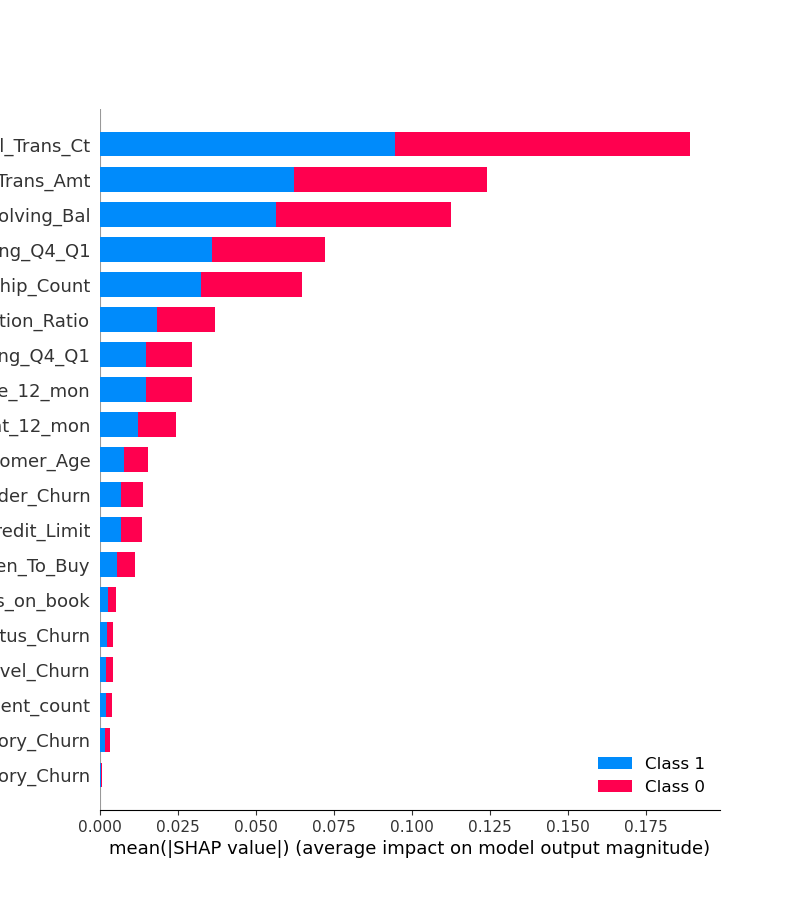 l_Trans_Ct
Trans_Amt
olving_Bal
ng_Q4_Q1
hip_Count
tion_Ratio
ng_Q4_Q1
e_12_mon
t_12_mon
omer_Age
der_Churn
redit_Limit
en_To_Buy
s_on_book
tus_Churn
vel_Churn
ent_count
ory_Churn
ory_Churn
Class 1
Class 0
0.000 0.025 0.050 0.075 0.100 0.125 0.150 0.175
mean(|SHAP value|) (average impact on model output magnitude)